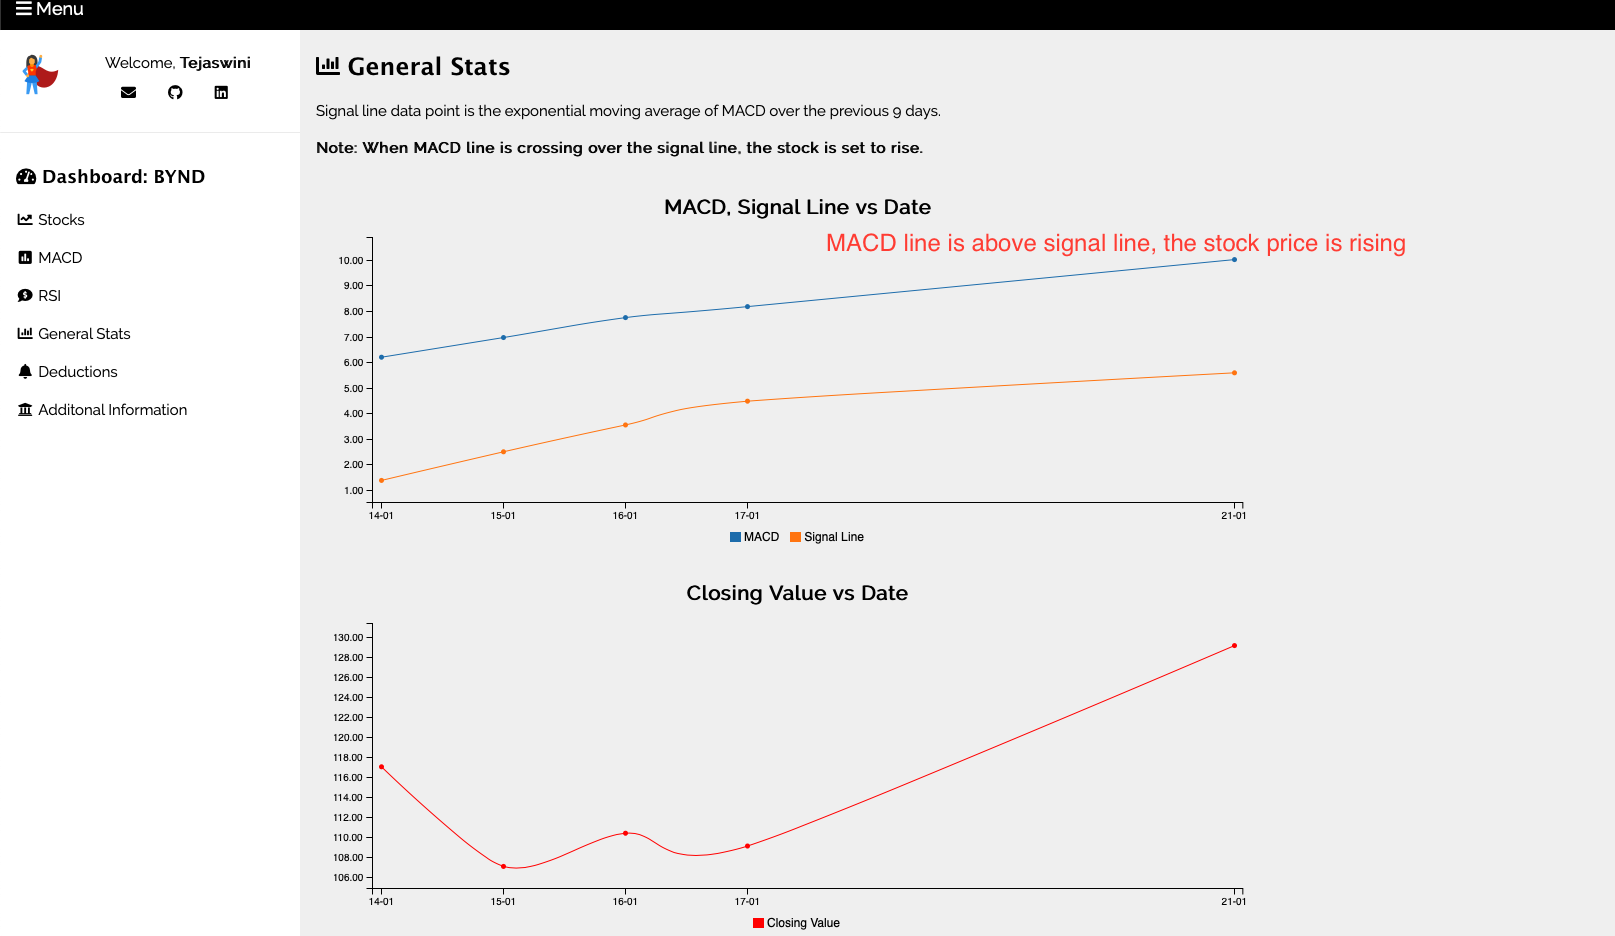 Menu
Welcome, Tejaswini
Dashboard: BYND
Stocks
MACD
RSI
General Stats
Deductions
Additonal Information
General Stats
Signal line data point is the exponential moving average of MACD over the previous 9 days.
Note: When MACD line is crossing over the signal line, the stock is set to rise.
MACD, Signal Line vs Date
MACD line is above signal line, the stock price is rising
10.00
9.00
8.00
7.00
6.00
5.00
4.00
3.00
2.00
1.00
14-01 15-01 16-01 17-01 21-01
MACD Signal Line
Closing Value vs Date
130.00
128.00
126.00
124.00
122.00
120.00
118.00
116.00
114.00
112.00
110.00
108.00
106.00
14-01 15-01 16-01 17-01 21-01
Closing Value